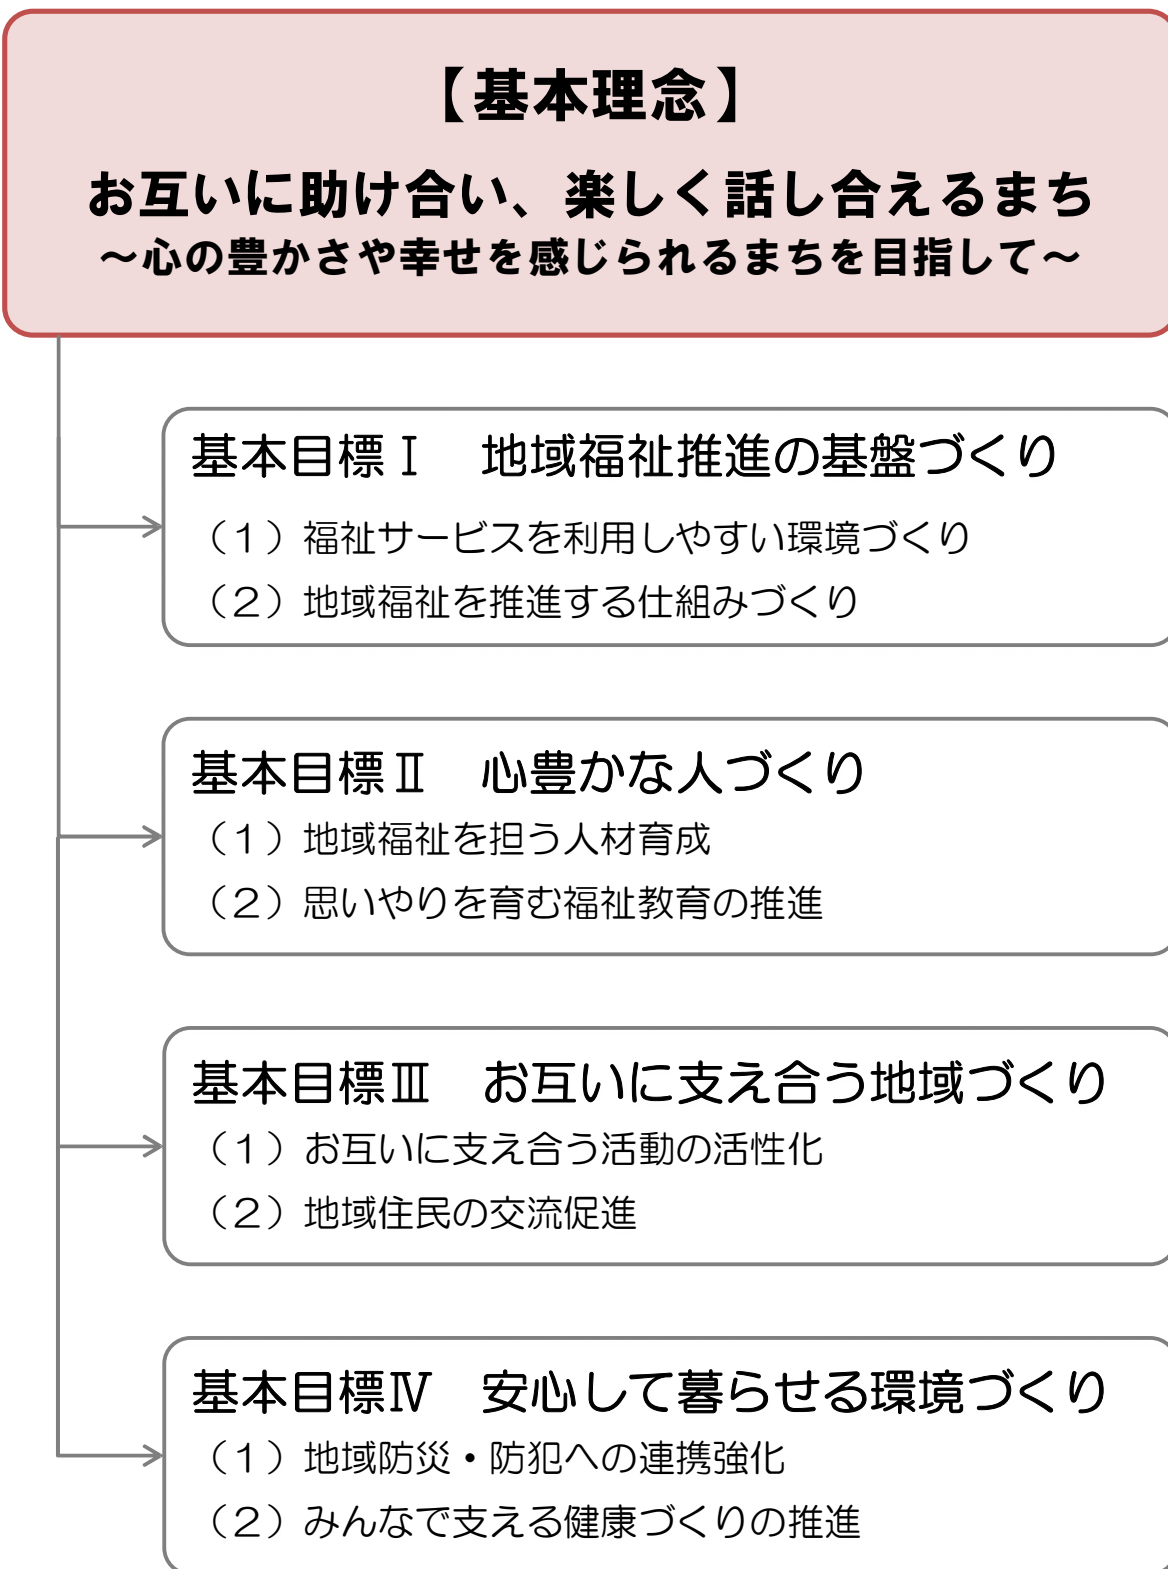 【基本理念】
お互いに助け合い、楽しく話し合えるまち
～心の豊かさや幸せを感じられるまちを目指して～
基本目標Ⅰ　地域福祉推進の基盤づくり
（１）福祉サービスを利用しやすい環境づくり
（２）地域福祉を推進する仕組みづくり
基本目標Ⅱ　心豊かな人づくり
（１）地域福祉を担う人材育成
（２）思いやりを育む福祉教育の推進
基本目標Ⅲ　お互いに支え合う地域づくり
（１）お互いに支え合う活動の活性化
（２）地域住民の交流促進
基本目標Ⅳ　安心して暮らせる環境づくり
（１）地域防災・防犯への連携強化
（２）みんなで支える健康づくりの推進